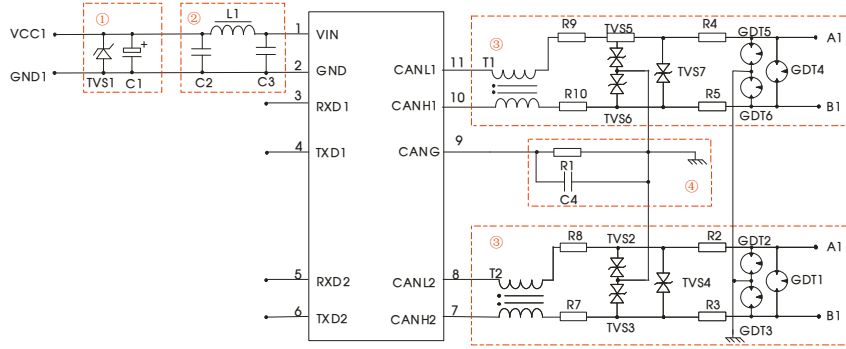 ①
②
L1
VCC1
GND1
TVS1
C1
C2
C3
1
VIN
2
GND
3
RXD1
4
TXD1
5
RXD2
6
TXD2
11
CANL1
10
CANH1
9
CANG
8
CANL2
7
CANH2
③
R9
TVS5
R4
GDT5
A1
T1
TVS7
GDT4
R10
TVS6
R5
GDT6
B1
R1
C4
④
③
R8
TVS2
R2
GDT2
A1
T2
TVS4
GDT1
R7
TVS3
R3
GDT3
B1